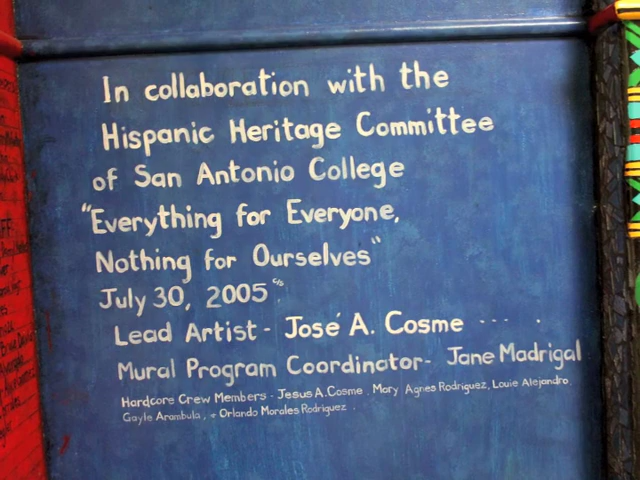 In collaboration with the
Hispanic Heritage Committee
of San Antonio College
"Everything for Everyone,
Nothing for Ourselves"
July 30, 2005 c/s
Lead Artist - José A. Cosme
Mural Program Coordinator - Jane Madrigal
Hardcore Crew Members - Jesus A. Cosme, Mary Agnes Rodriguez, Louie Alejandro,
Gayle Arambula, + Orlando Morales Rodriguez.